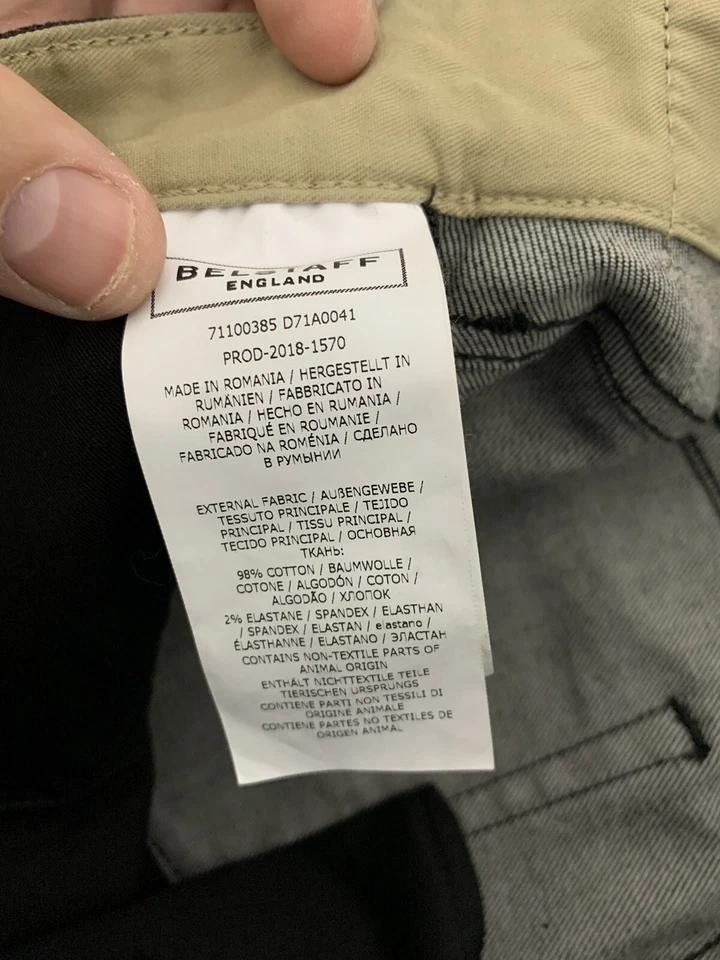 BELSTAFF
ENGLAND
71100385 D71A0041
PROD-2018-1570
MADE IN ROMANIA / HERGESTELLT IN
RUMÄNIEN / FABBRICATO IN
ROMANIA / HECHO EN RUMANIA /
FABRIQUÉ EN ROUMANIE /
FABRICADO NA ROMÉNIA / СДЕЛАНО
В РУМЫНИИ
EXTERNAL FABRIC / AUßENGEWEBE /
TESSUTO PRINCIPALE / TEJIDO
PRINCIPAL / TISSU PRINCIPAL /
TECIDO PRINCIPAL / ОСНОВНАЯ
ТКАНЬ:
98% COTTON / BAUMWOLLE /
COTONE / ALGODÓN / COTON /
ALGODÃO / ХЛОПОК
2% ELASTANE / SPANDEX / ELASTHAN
/ SPANDEX / ELASTAN / elastano /
ÉLASTHANNE / ELASTANO / ЭЛАСТАН
CONTAINS NON-TEXTILE PARTS OF
ANIMAL ORIGIN
ENTHÄLT NICHTTEXTILE TEILE
TIERISCHEN URSPRUNGS
CONTIENE PARTI NON TESSILI DI
ORIGINE ANIMALE
CONTIENE PARTES NO TEXTILES DE
ORIGEN ANIMAL